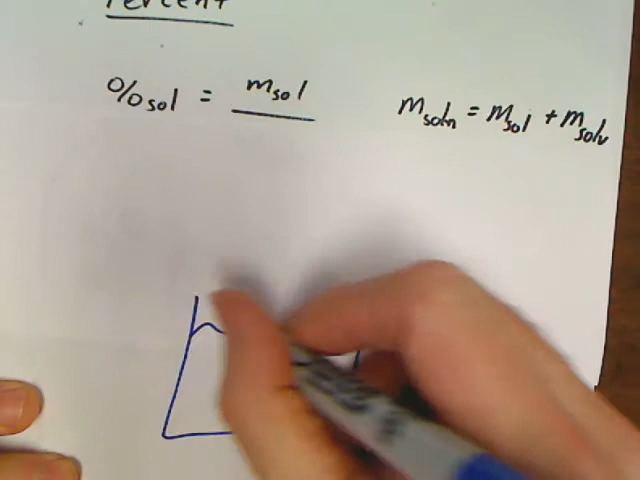 Percent
%sol = msol
msoln = msol + msolv